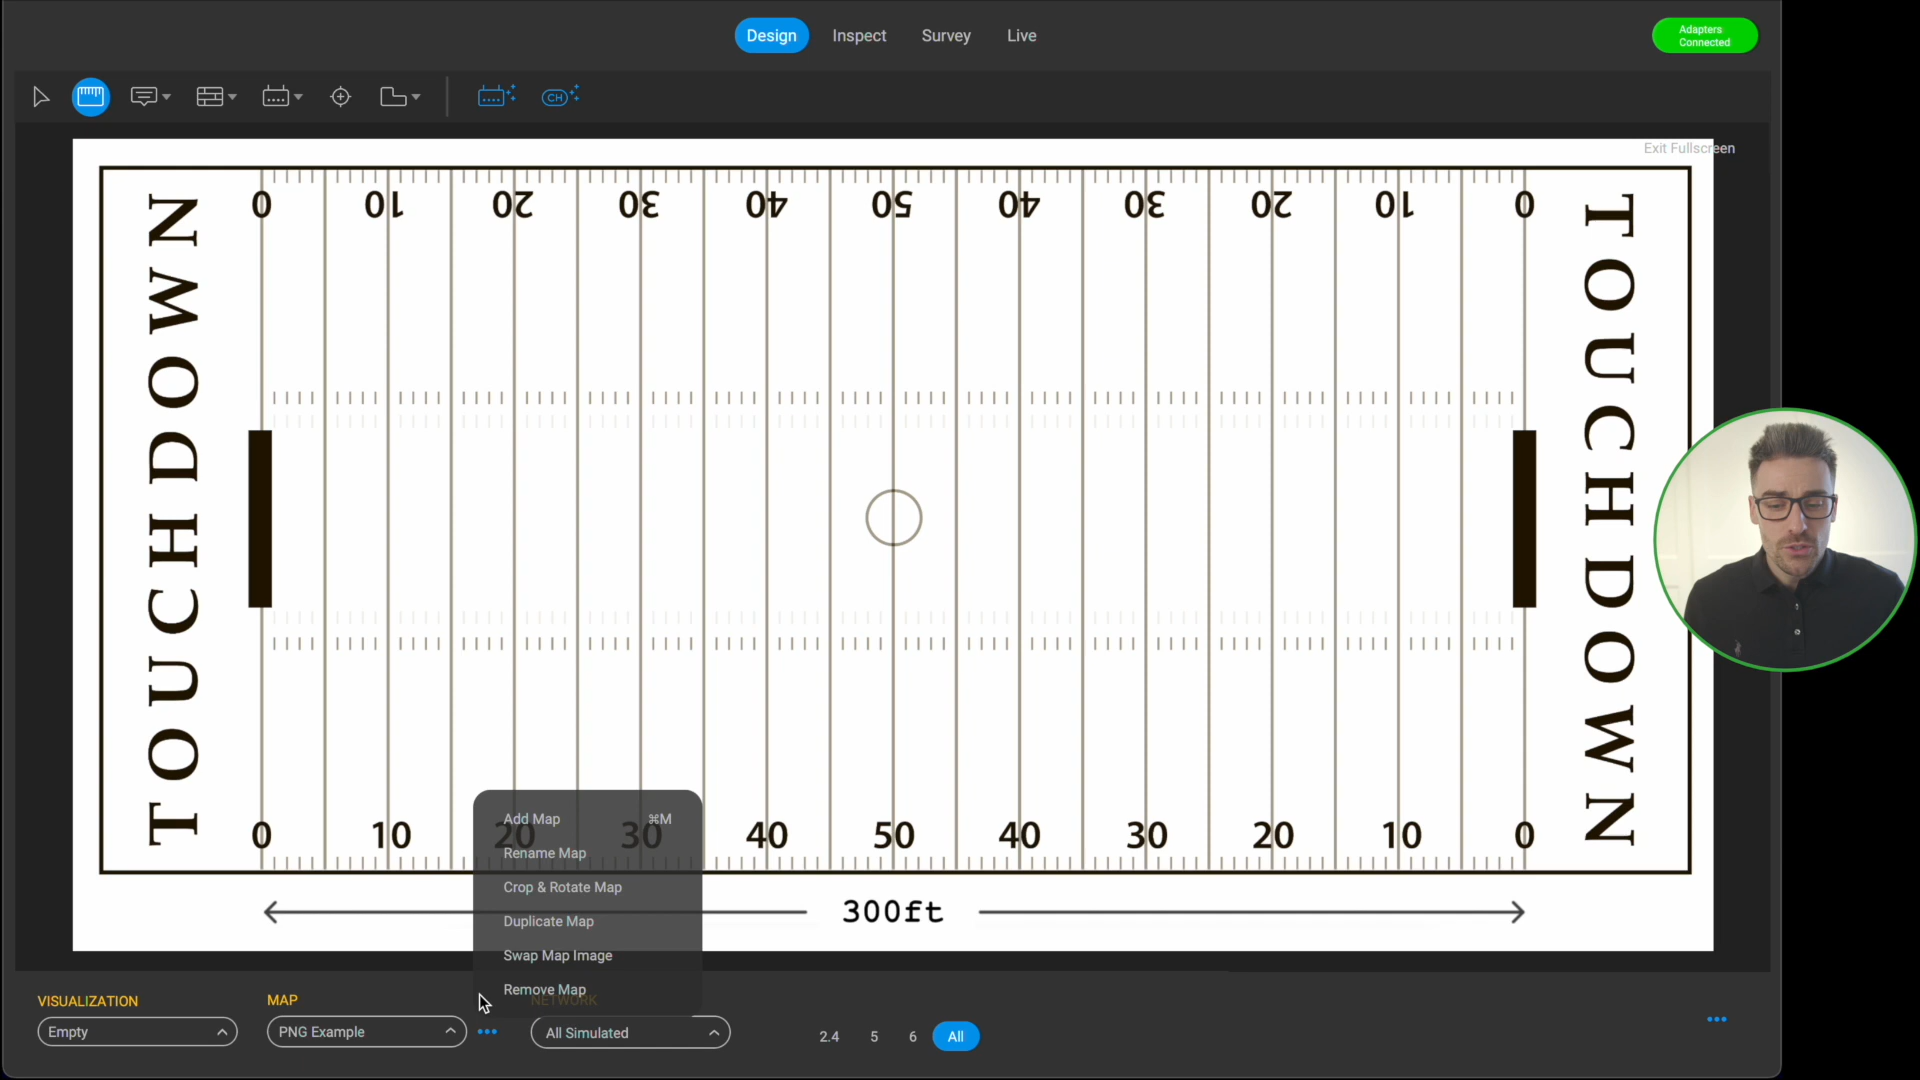 Design Inspect Survey Live
Adapters
Connected
CH
Exit Fullscreen
0 10 20 30 40 50 40 30 20 10 0
TOUCHDOWN
TOUCHDOWN
0 10 20 30 40 50 40 30 20 10 0
300ft
Add Map ⌘M
Rename Map
Crop & Rotate Map
Duplicate Map
Swap Map Image
Remove Map
VISUALIZATION MAP NETWORK
Empty PNG Example All Simulated 2.4 5 6 All